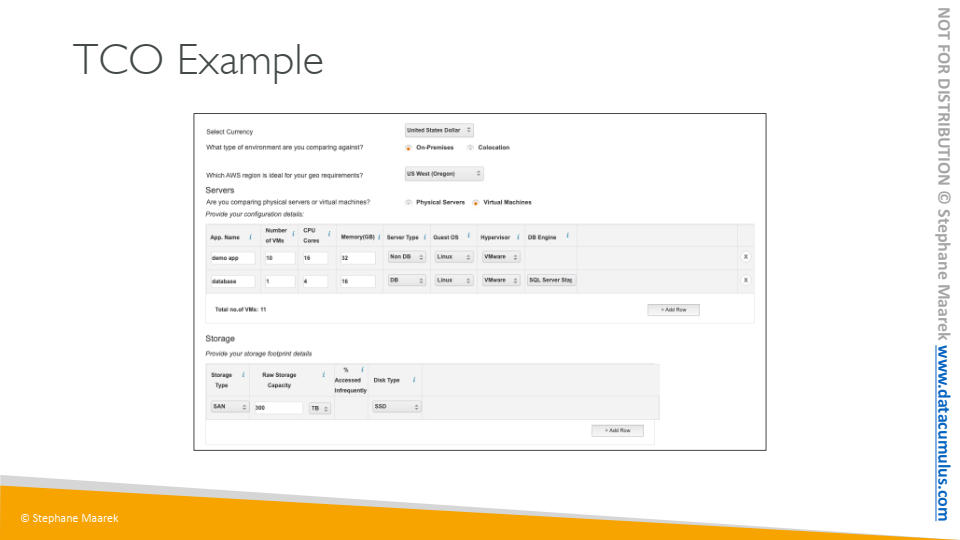 TCO Example
Select Currency United States Dollar
What type of environment are you comparing against? On-Premises Colocation
Which AWS region is ideal for your geo requirements? US West (Oregon)
Servers
Are you comparing physical servers or virtual machines? Physical Servers Virtual Machines
Provide your configuration details:
App. Name Number of VMs CPU Cores Memory(GB) Server Type Guest OS Hypervisor DB Engine
demo app 10 16 32 Non DB Linux VMware X
database 1 4 16 DB Linux VMware SQL Server Stan X
Total no.of VMs: 11 + Add Row
Storage
Provide your storage footprint details
Storage Type Raw Storage Capacity % Accessed Infrequently Disk Type
SAN 300 TB SSD
+ Add Row
© Stephane Maarek
NOT FOR DISTRIBUTION © Stephane Maarek www.datacumulus.com